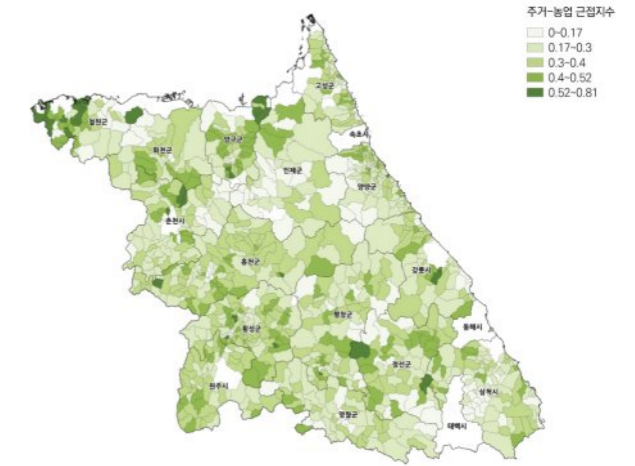 주거-농업 근접지수
0-0.17
0.17-0.3
0.3-0.4
0.4-0.52
0.52-0.81
고성군
철원군
속초시
양구군
화천군
인제군
양양군
춘천시
홍천군
강릉시
평창군
동해시
횡성군
정선군
원주시
삼척시
영월군
태백시